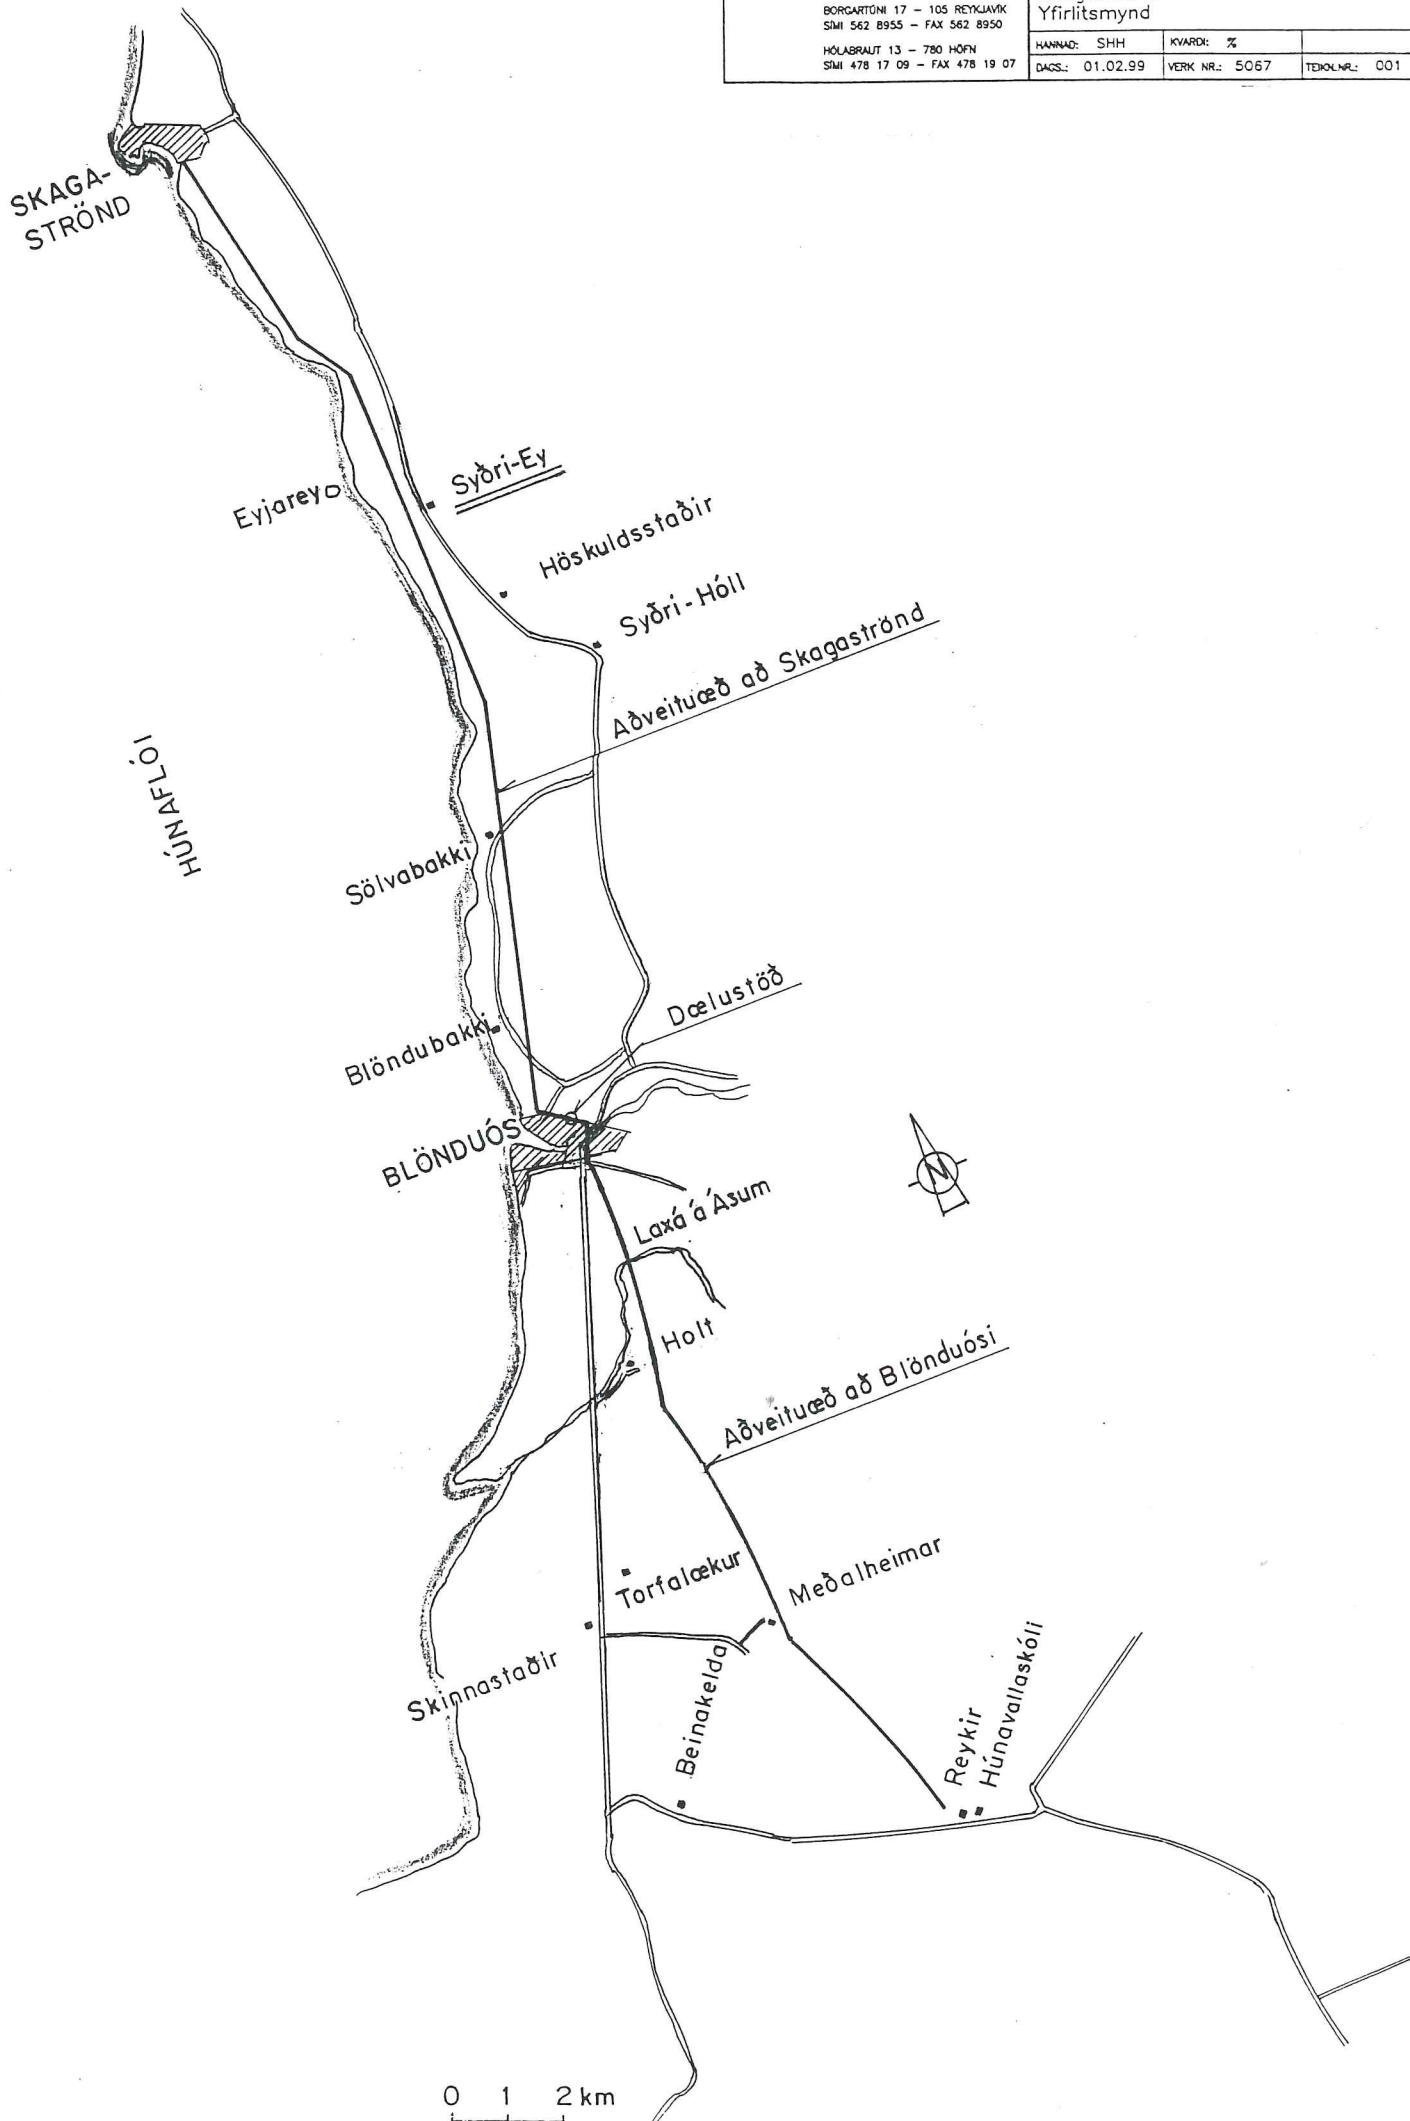 BORGARTÚNI 17 – 105 REYKJAVÍK
SÍMI 562 8955 – FAX 562 8950
HÓLABRAUT 13 – 780 HÖFN
SÍMI 478 17 09 – FAX 478 19 07
Yfirlitsmynd
HANNAÐ: SHH
KVARÐI: %
DAGS.: 01.02.99
VERK NR.: 5067
TEIKN.NR.: 001
SKAGA-
STRÖND
Syðri-Ey
Eyjarey
Höskuldsstaðir
Syðri-Hóll
Aðveituæð að Skagaströnd
HÚNAFLÓI
Sölvabakki
Dælustöð
Blöndubakki
BLÖNDUÓS
N
Laxá á Ásum
Holt
Aðveituæð að Blönduósi
Torfalækur
Meðalheimar
Skinnastaðir
Beinakelda
Reykir
Húnavallaskóli
0 1 2 km